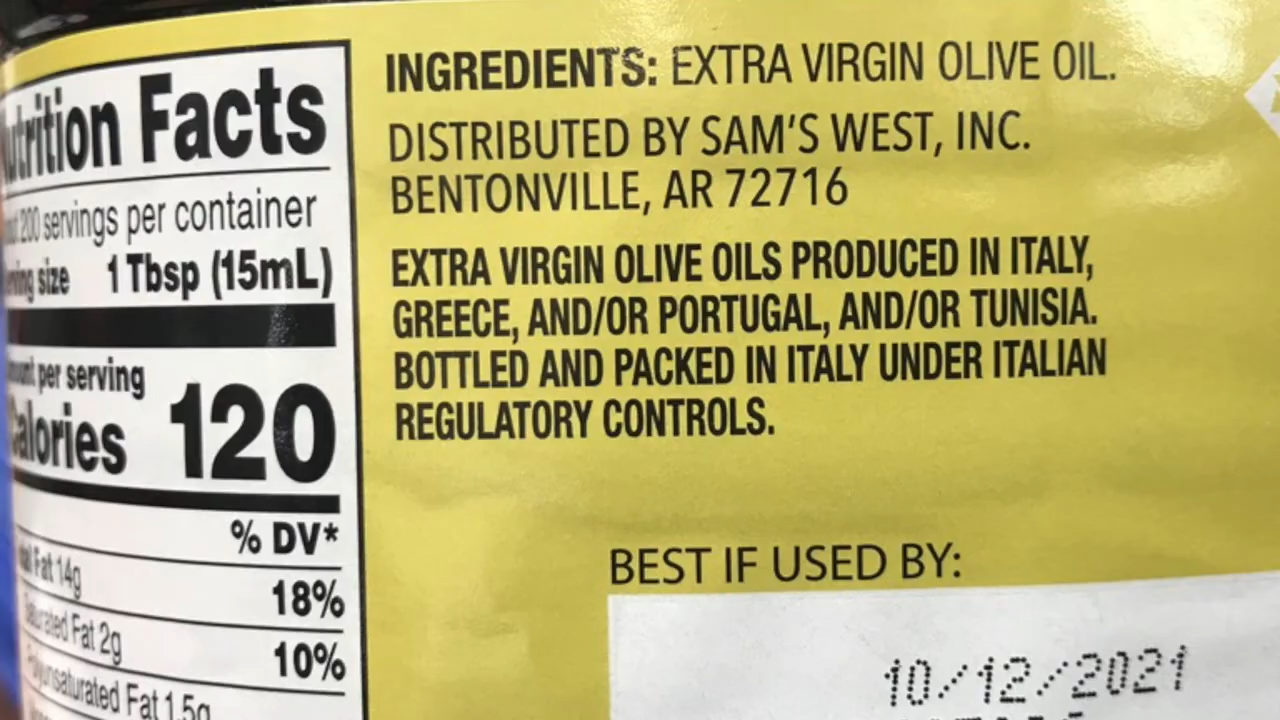 Nutrition Facts
200 servings per container
size 1 Tbsp (15mL)
per serving
Calories 120
% DV*
Fat 14g 18%
Saturated Fat 2g 10%
Polyunsaturated Fat 1.5g
INGREDIENTS: EXTRA VIRGIN OLIVE OIL.
DISTRIBUTED BY SAM'S WEST, INC.
BENTONVILLE, AR 72716
EXTRA VIRGIN OLIVE OILS PRODUCED IN ITALY,
GREECE, AND/OR PORTUGAL, AND/OR TUNISIA.
BOTTLED AND PACKED IN ITALY UNDER ITALIAN
REGULATORY CONTROLS.
BEST IF USED BY:
10/12/2021